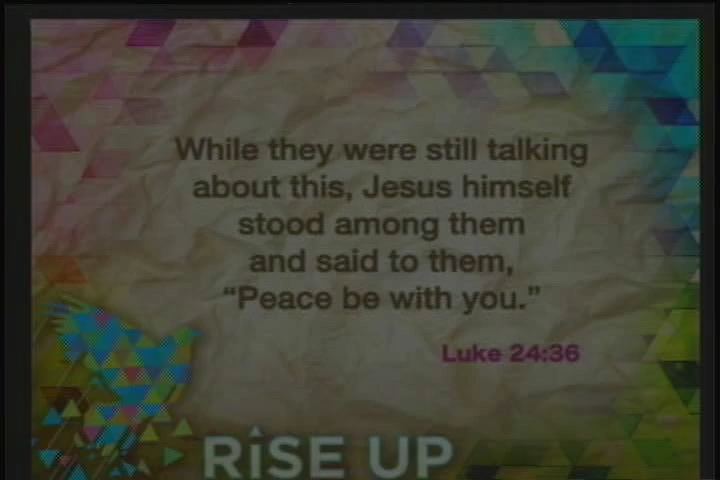 While they were still talking
about this, Jesus himself
stood among them
and said to them,
“Peace be with you.”
Luke 24:36
RiSE UP